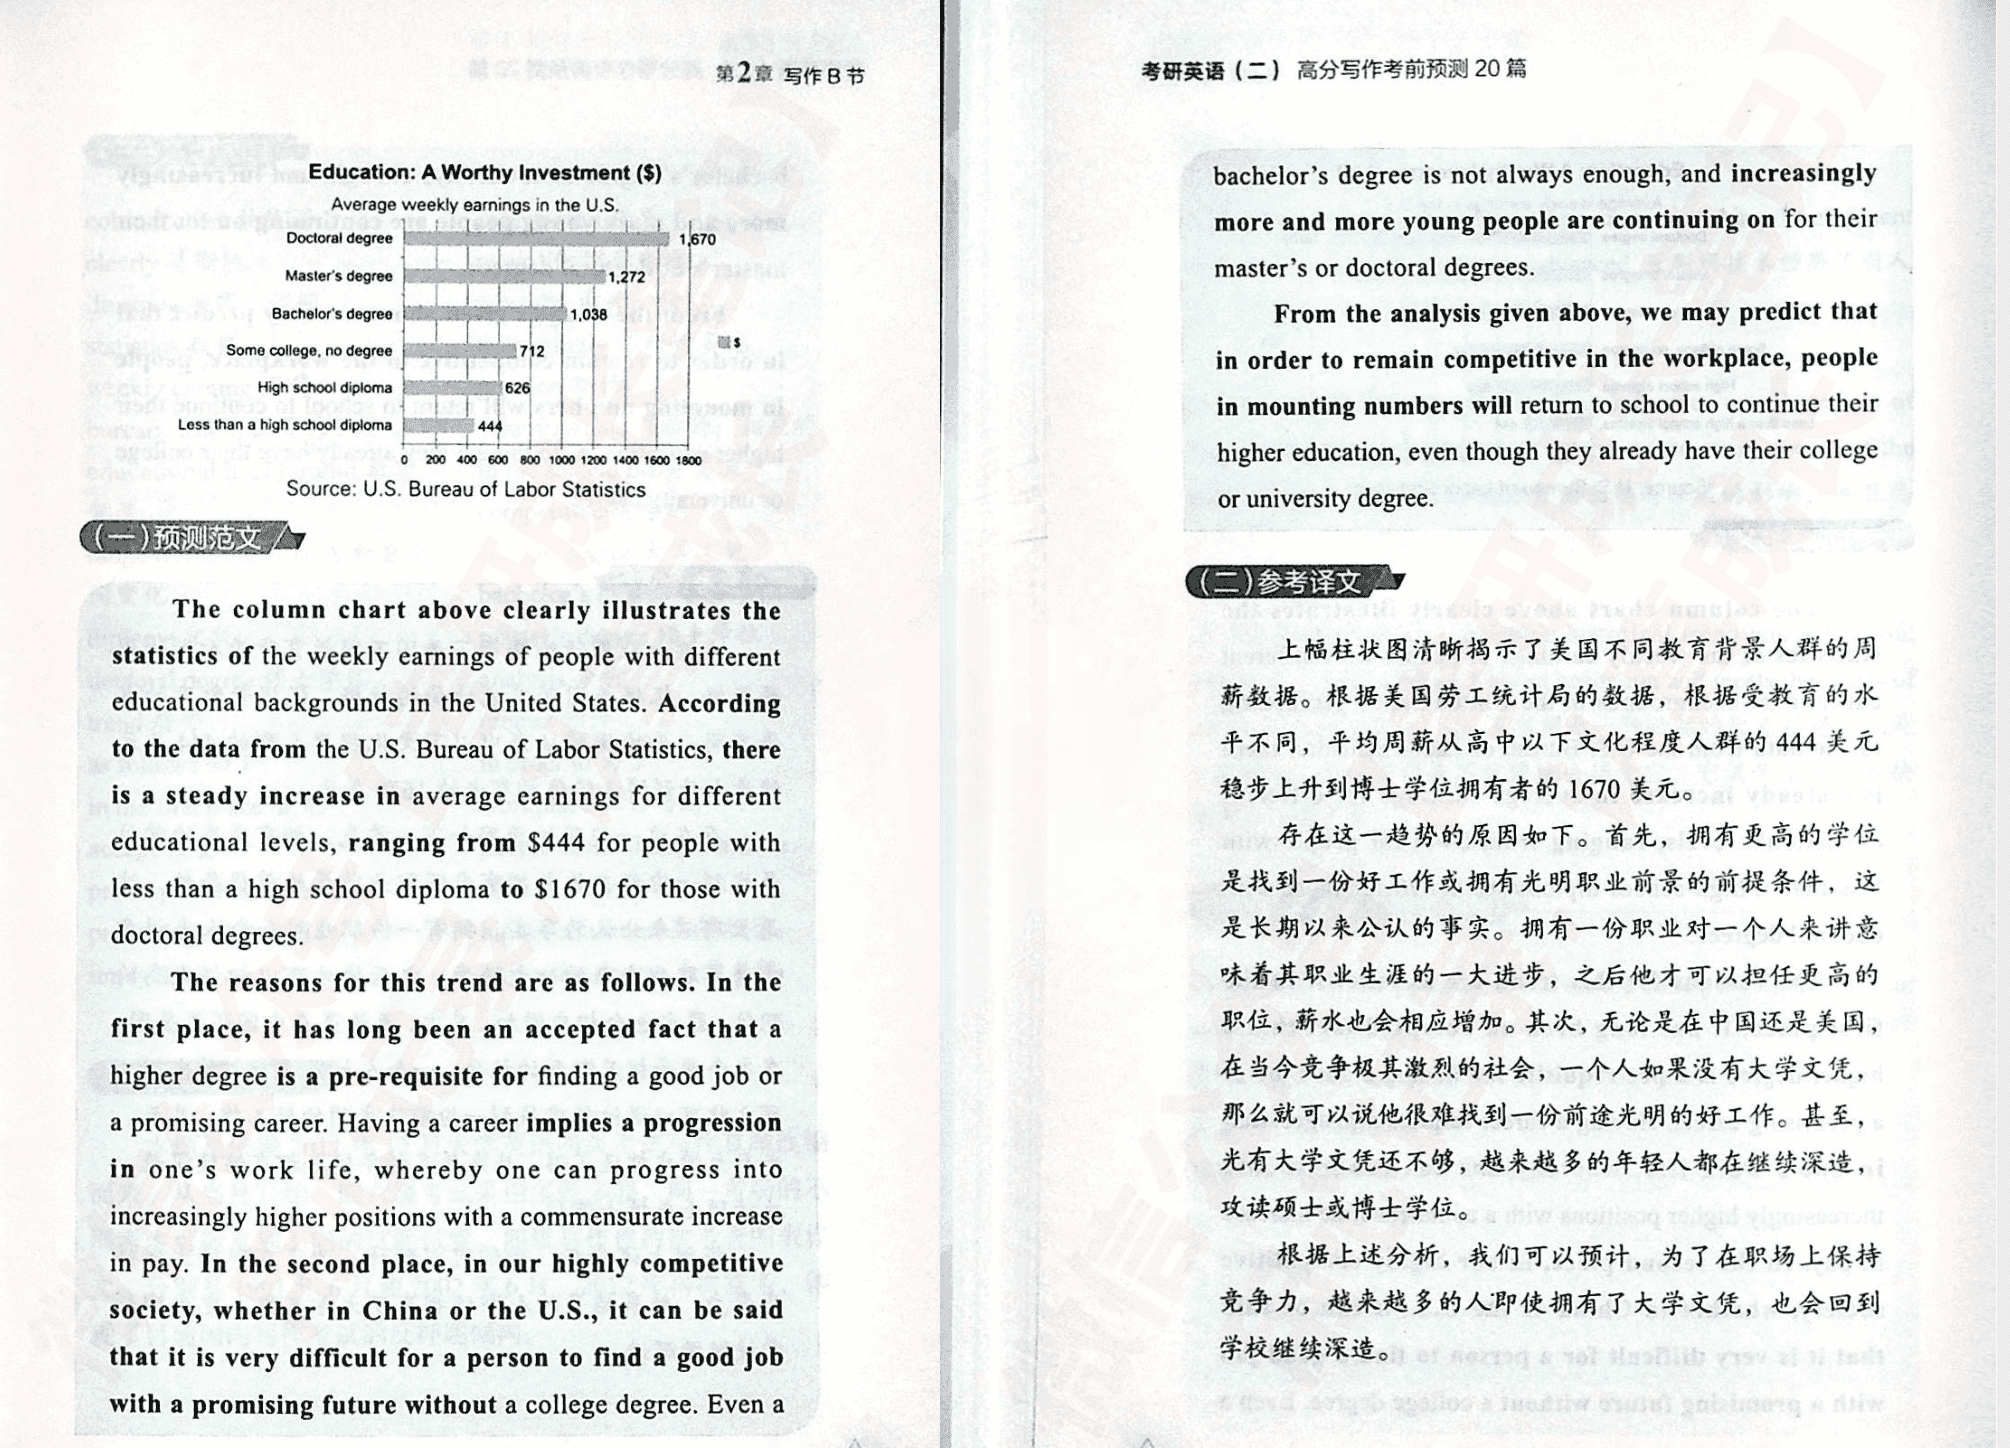 第2章 写作B节
Education: A Worthy Investment ($)
Average weekly earnings in the U.S.
Doctoral degree 1,670
Master's degree 1,272
Bachelor's degree 1,038
Some college, no degree 712
$
High school diploma 626
Less than a high school diploma 444
0 200 400 600 800 1000 1200 1400 1600 1800
Source: U.S. Bureau of Labor Statistics
(一)预测范文
The column chart above clearly illustrates the
statistics of the weekly earnings of people with different
educational backgrounds in the United States. According
to the data from the U.S. Bureau of Labor Statistics, there
is a steady increase in average earnings for different
educational levels, ranging from $444 for people with
less than a high school diploma to $1670 for those with
doctoral degrees.
The reasons for this trend are as follows. In the
first place, it has long been an accepted fact that a
higher degree is a pre-requisite for finding a good job or
a promising career. Having a career implies a progression
in one's work life, whereby one can progress into
increasingly higher positions with a commensurate increase
in pay. In the second place, in our highly competitive
society, whether in China or the U.S., it can be said
that it is very difficult for a person to find a good job
with a promising future without a college degree. Even a
考研英语(二) 高分写作考前预测20篇
bachelor's degree is not always enough, and increasingly
more and more young people are continuing on for their
master's or doctoral degrees.
From the analysis given above, we may predict that
in order to remain competitive in the workplace, people
in mounting numbers will return to school to continue their
higher education, even though they already have their college
or university degree.
(二)参考译文
上幅柱状图清晰揭示了美国不同教育背景人群的周
薪数据。根据美国劳工统计局的数据，根据受教育的水
平不同，平均周薪从高中以下文化程度人群的 444 美元
稳步上升到博士学位拥有者的 1670 美元。
存在这一趋势的原因如下。首先，拥有更高的学位
是找到一份好工作或拥有光明职业前景的前提条件，这
是长期以来公认的事实。拥有一份职业对一个人来讲意
味着其职业生涯的一大进步，之后他才可以担任更高的
职位，薪水也会相应增加。其次，无论是在中国还是美国，
在当今竞争极其激烈的社会，一个人如果没有大学文凭，
那么就可以说他很难找到一份前途光明的好工作。甚至，
光有大学文凭还不够，越来越多的年轻人都在继续深造，
攻读硕士或博士学位。
根据上述分析，我们可以预计，为了在职场上保持
竞争力，越来越多的人即使拥有了大学文凭，也会回到
学校继续深造。